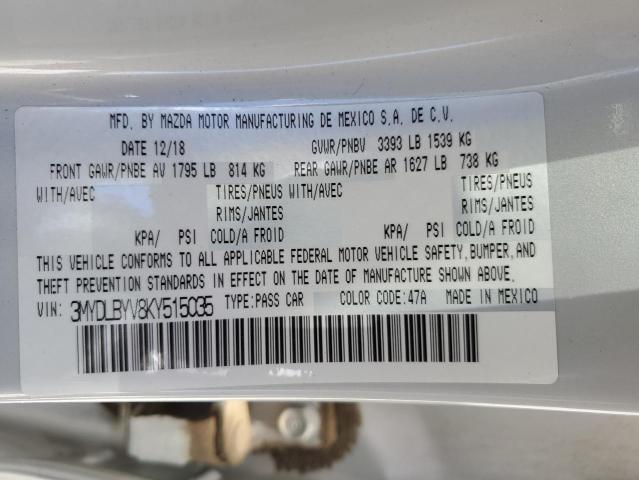 MFD. BY MAZDA MOTOR MANUFACTURING DE MEXICO S.A. DE C.V.
DATE 12/18 GVWR/PNBV 3393 LB 1539 KG
FRONT GAWR/PNBE AV 1795 LB 814 KG REAR GAWR/PNBE AR 1627 LB 738 KG
WITH/AVEC TIRES/PNEUS WITH/AVEC TIRES/PNEUS
RIMS/JANTES RIMS/JANTES
KPA/ PSI COLD/A FROID KPA/ PSI COLD/A FROID
THIS VEHICLE CONFORMS TO ALL APPLICABLE FEDERAL MOTOR VEHICLE SAFETY, BUMPER, AND
THEFT PREVENTION STANDARDS IN EFFECT ON THE DATE OF MANUFACTURE SHOWN ABOVE.
VIN: 3MYDLBYV8KY515035 TYPE:PASS CAR COLOR CODE: 47A MADE IN MEXICO